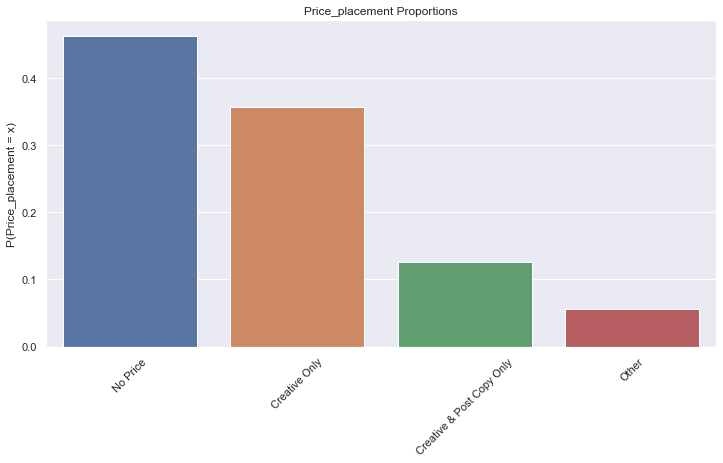 Price_placement Proportions
P(Price_placement = x)
0.4
0.3
0.2
0.1
0.0
No Price
Creative Only
Creative & Post Copy Only
Other